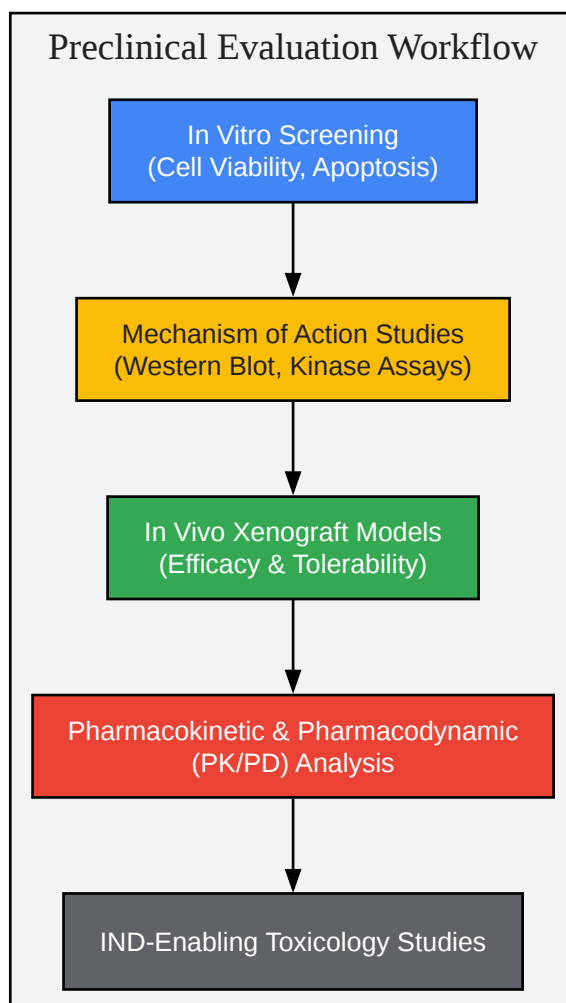 Preclinical Evaluation Workflow
In Vitro Screening
(Cell Viability, Apoptosis)
Mechanism of Action Studies
(Western Blot, Kinase Assays)
In Vivo Xenograft Models
(Efficacy & Tolerability)
Pharmacokinetic & Pharmacodynamic
(PK/PD) Analysis
IND-Enabling Toxicology Studies